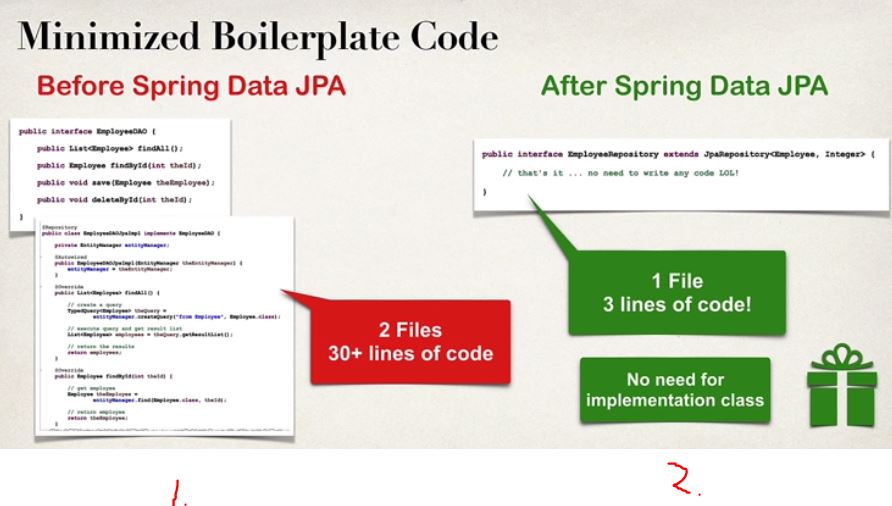 Minimized Boilerplate Code
Before Spring Data JPA
public interface EmployeeDAO {
public List<Employee> findAll();
public Employee findById(int theId);
public void save(Employee theEmployee);
public void deleteById(int theId);
}
@Repository
public class EmployeeDAOJpaImpl implements EmployeeDAO {
private EntityManager entityManager;
@Autowired
public EmployeeDAOJpaImpl(EntityManager theEntityManager) {
entityManager = theEntityManager;
}
@Override
public List<Employee> findAll() {
// create a query
TypedQuery<Employee> theQuery =
entityManager.createQuery("from Employee", Employee.class);
// execute query and get result list
List<Employee> employees = theQuery.getResultList();
// return the results
return employees;
}
@Override
public Employee findById(int theId) {
// get employee
Employee theEmployee =
entityManager.find(Employee.class, theId);
// return employee
return theEmployee;
}
2 Files
30+ lines of code
1.
After Spring Data JPA
public interface EmployeeRepository extends JpaRepository<Employee, Integer> {
// that's it ... no need to write any code LOL!
}
1 File
3 lines of code!
No need for
implementation class
2.